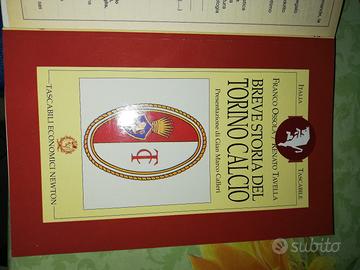 ITALIA
TASCABILE
FRANCO OSSOLA / RENATO TAVELLA
BREVE STORIA DEL
TORINO CALCIO
Presentazione di Gian Marco Calleri
TC
TASCABILI ECONOMICI NEWTON
subito